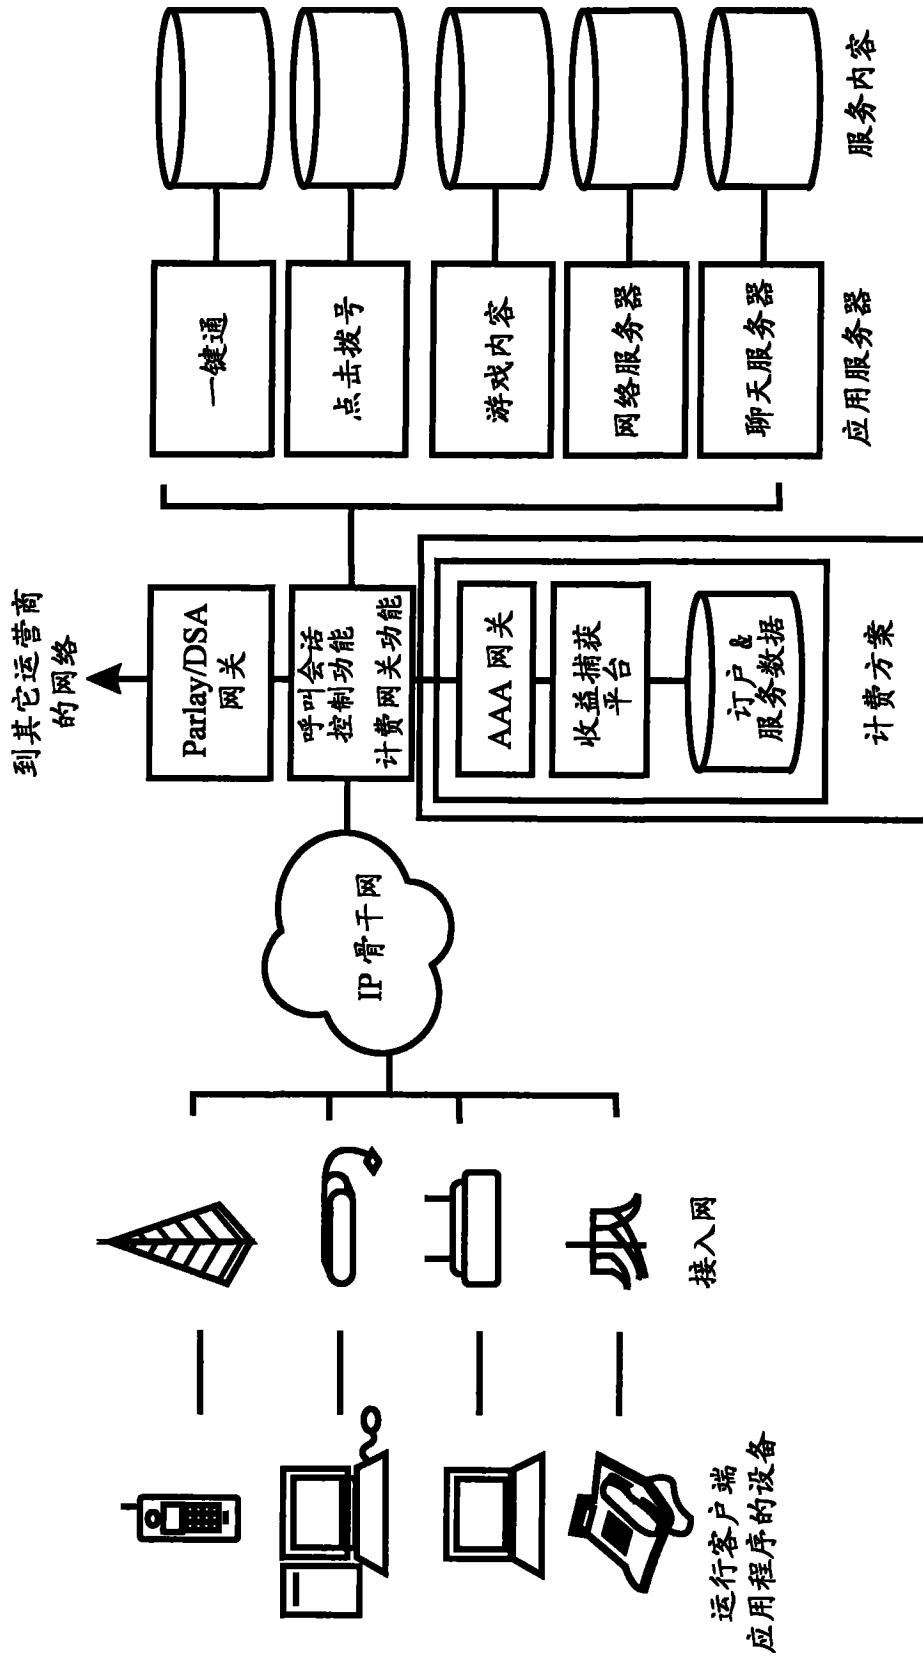 到其它运营商
的网络
Parlay/DSA
网关
呼叫会话
控制功能
计费网关功能
AAA 网关
收益捕获
平台
订户 &
服务数据
计费方案
IP 骨干网
一键通
点击拨号
游戏内容
网络服务器
聊天服务器
应用服务器
服务内容
接入网
运行客户端
应用程序的设备